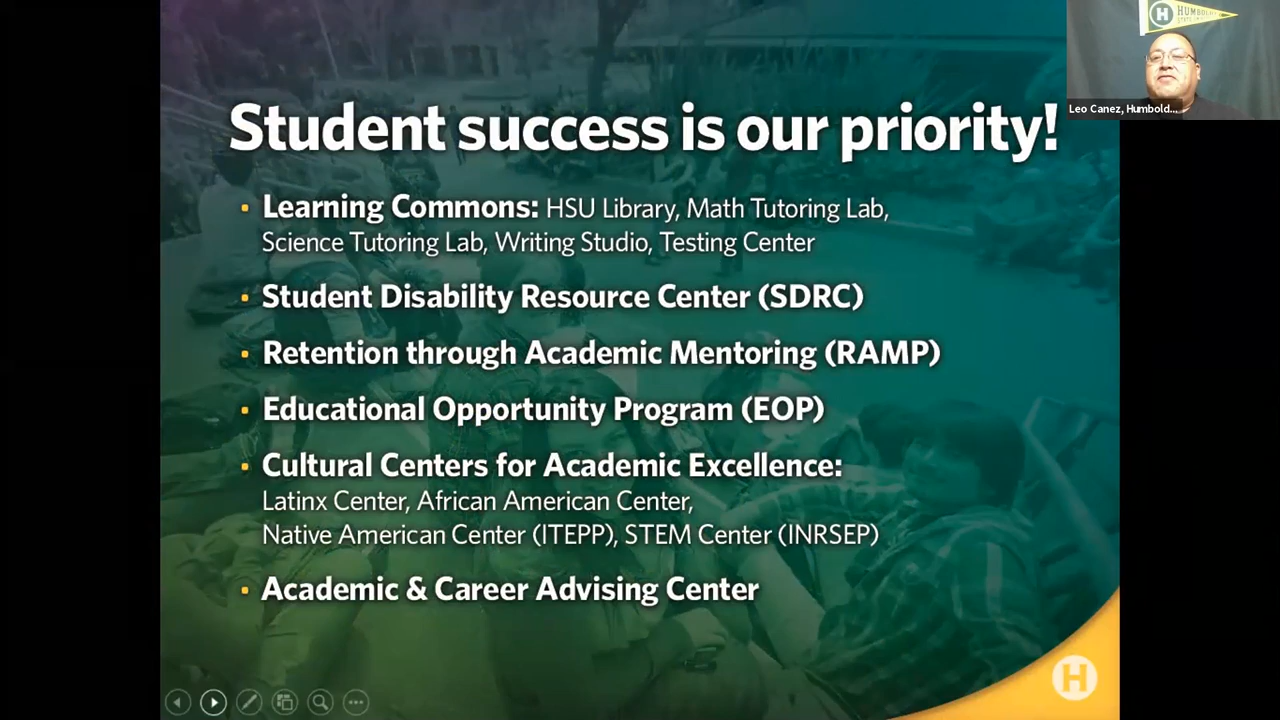 H HUMBOLDT
Leo Canez, Humbold...
Student success is our priority!
• Learning Commons: HSU Library, Math Tutoring Lab,
Science Tutoring Lab, Writing Studio, Testing Center
• Student Disability Resource Center (SDRC)
• Retention through Academic Mentoring (RAMP)
• Educational Opportunity Program (EOP)
• Cultural Centers for Academic Excellence:
Latinx Center, African American Center,
Native American Center (ITEPP), STEM Center (INRSEP)
• Academic & Career Advising Center
H